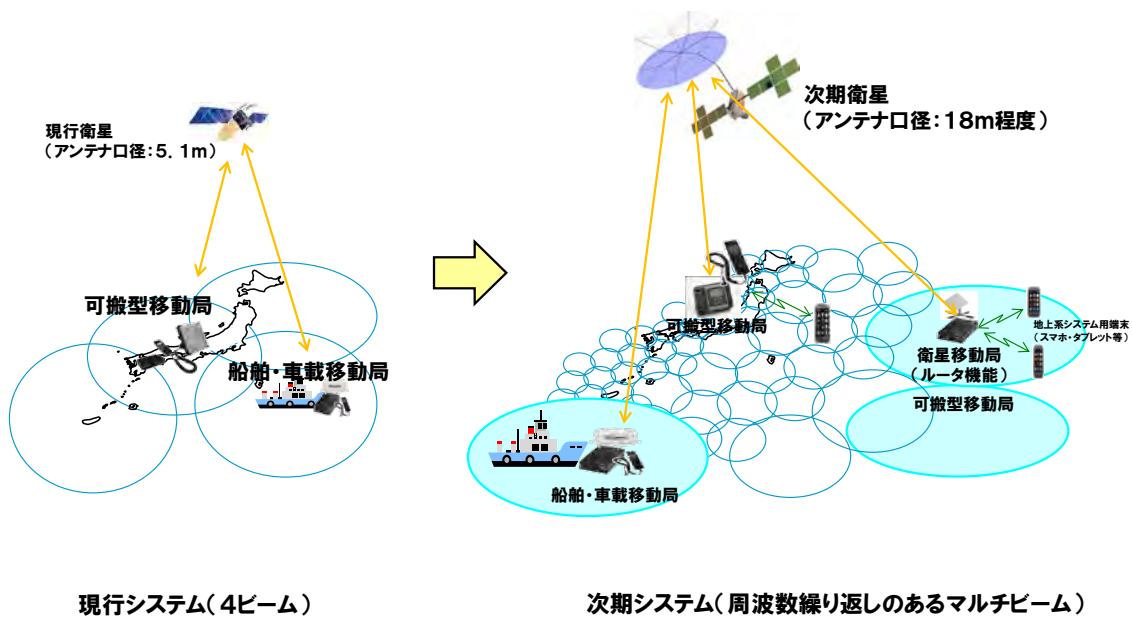 現行衛星
（アンテナ口径：5．1m）
次期衛星
（アンテナ口径：18m程度）
可搬型移動局
船舶・車載移動局
可搬型移動局
地上系システム用端末
（スマホ・タブレット等）
衛星移動局
（ルータ機能）
可搬型移動局
船舶・車載移動局
現行システム（4ビーム）
次期システム（周波数繰り返しのあるマルチビーム）